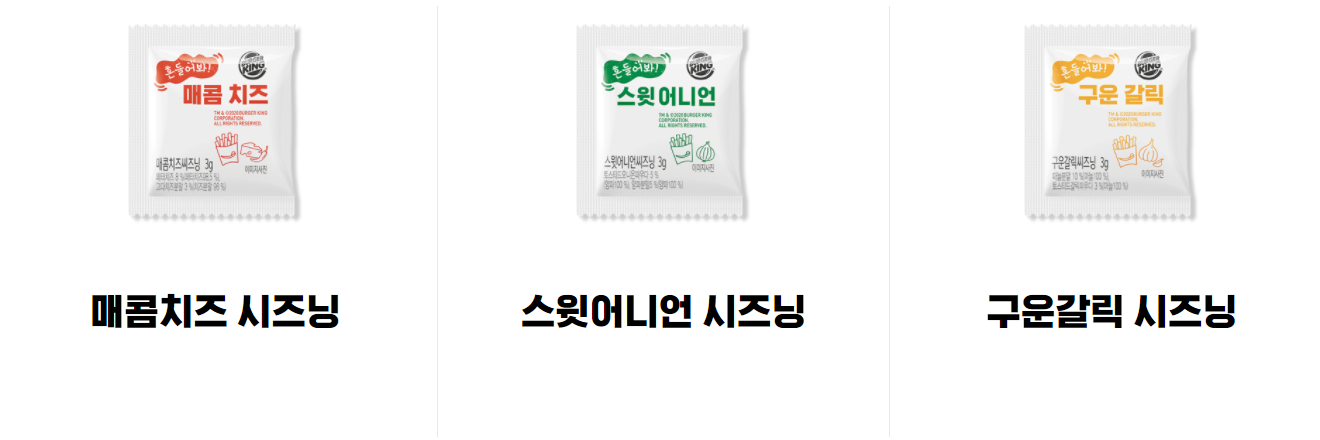 흔들어봐!
매콤 치즈
TM & ©2020 BURGER KING
CORPORATION.
ALL RIGHTS RESERVED.
매콤치즈씨즈닝 3g
이미지사진
매콤치즈 시즈닝
흔들어봐!
스윗 어니언
TM & ©2020 BURGER KING
CORPORATION.
ALL RIGHTS RESERVED.
스윗어니언씨즈닝 3g
이미지사진
스윗어니언 시즈닝
흔들어봐!
구운 갈릭
TM & ©2020 BURGER KING
CORPORATION.
ALL RIGHTS RESERVED.
구운갈릭씨즈닝 3g
이미지사진
구운갈릭 시즈닝